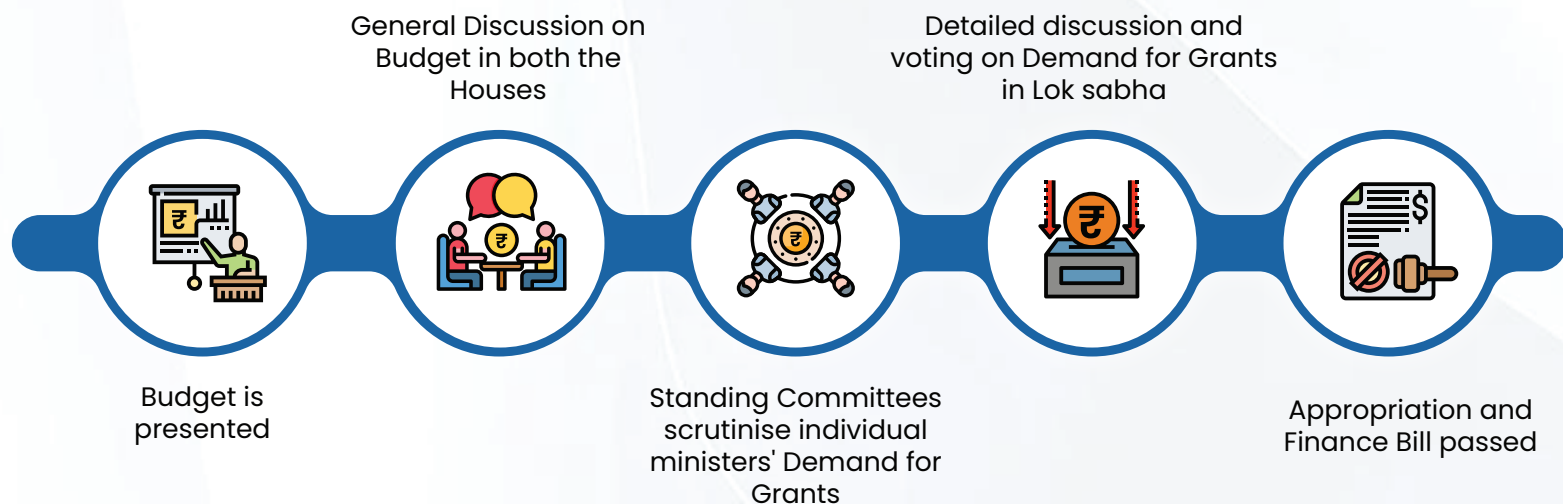 Budget is
presented
General Discussion on
Budget in both the
Houses
Standing Committees
scrutinise individual
ministers' Demand for
Grants
Detailed discussion and
voting on Demand for Grants
in Lok sabha
Appropriation and
Finance Bill passed
₹
₹
₹
₹
$